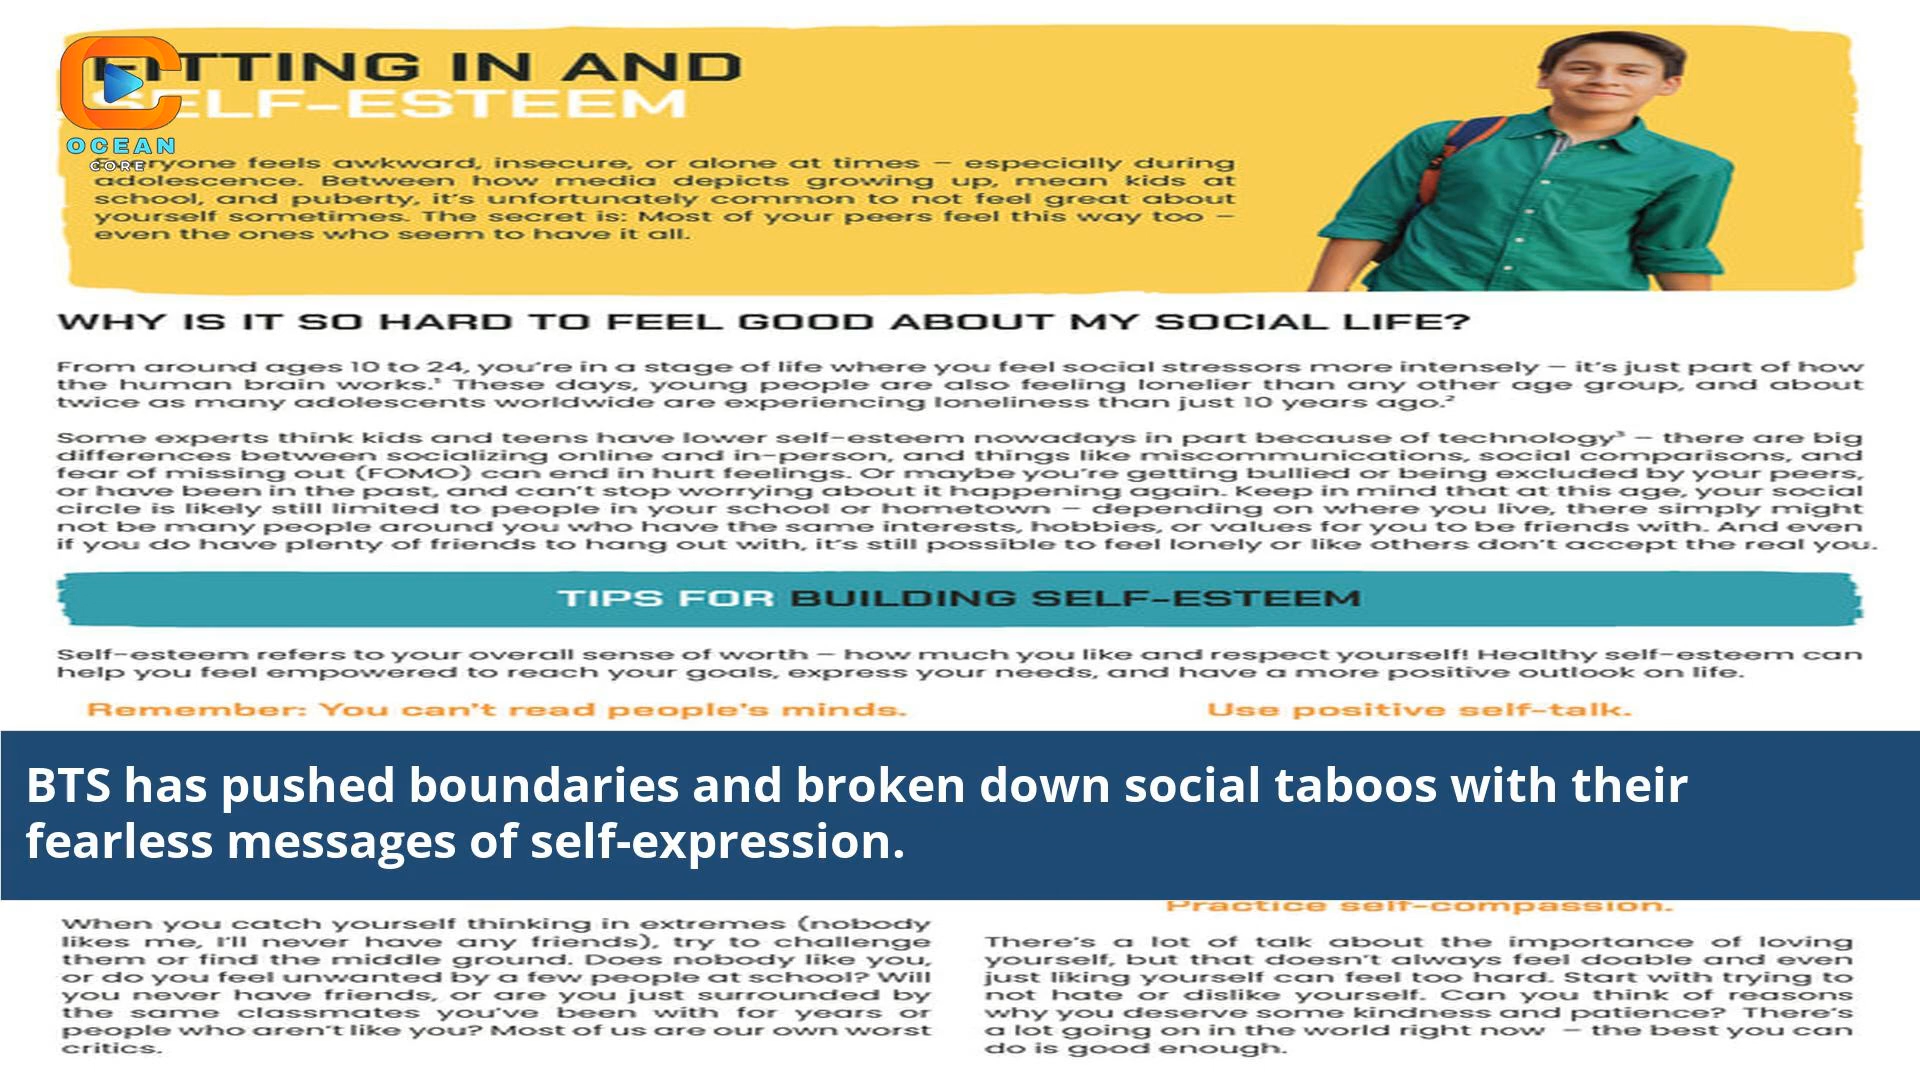 FITTING IN AND
SELF-ESTEEM
OCEAN
CORE
Everyone feels awkward, insecure, or alone at times – especially during
adolescence. Between how media depicts growing up, mean kids at
school, and puberty, it's unfortunately common to not feel great about
yourself sometimes. The secret is: Most of your peers feel this way too –
even the ones who seem to have it all.
WHY IS IT SO HARD TO FEEL GOOD ABOUT MY SOCIAL LIFE?
From around ages 10 to 24, you're in a stage of life where you feel social stressors more intensely – it's just part of how
the human brain works.¹ These days, young people are also feeling lonelier than any other age group, and about
twice as many adolescents worldwide are experiencing loneliness than just 10 years ago.²
Some experts think kids and teens have lower self-esteem nowadays in part because of technology³ – there are big
differences between socializing online and in-person, and things like miscommunications, social comparisons, and
fear of missing out (FOMO) can end in hurt feelings. Or maybe you're getting bullied or being excluded by your peers,
or have been in the past, and can't stop worrying about it happening again. Keep in mind that at this age, your social
circle is likely still limited to people in your school or hometown – depending on where you live, there simply might
not be many people around you who have the same interests, hobbies, or values for you to be friends with. And even
if you do have plenty of friends to hang out with, it's still possible to feel lonely or like others don't accept the real you.
TIPS FOR BUILDING SELF-ESTEEM
Self-esteem refers to your overall sense of worth – how much you like and respect yourself! Healthy self-esteem can
help you feel empowered to reach your goals, express your needs, and have a more positive outlook on life.
Remember: You can't read people's minds.
Use positive self-talk.
BTS has pushed boundaries and broken down social taboos with their
fearless messages of self-expression.
When you catch yourself thinking in extremes (nobody
likes me, I'll never have any friends), try to challenge
them or find the middle ground. Does nobody like you,
or do you feel unwanted by a few people at school? Will
you never have friends, or are you just surrounded by
the same classmates you've been with for years or
people who aren't like you? Most of us are our own worst
critics.
Practice self-compassion.
There's a lot of talk about the importance of loving
yourself, but that doesn't always feel doable and even
just liking yourself can feel too hard. Start with trying to
not hate or dislike yourself. Can you think of reasons
why you deserve some kindness and patience? There's
a lot going on in the world right now – the best you can
do is good enough.